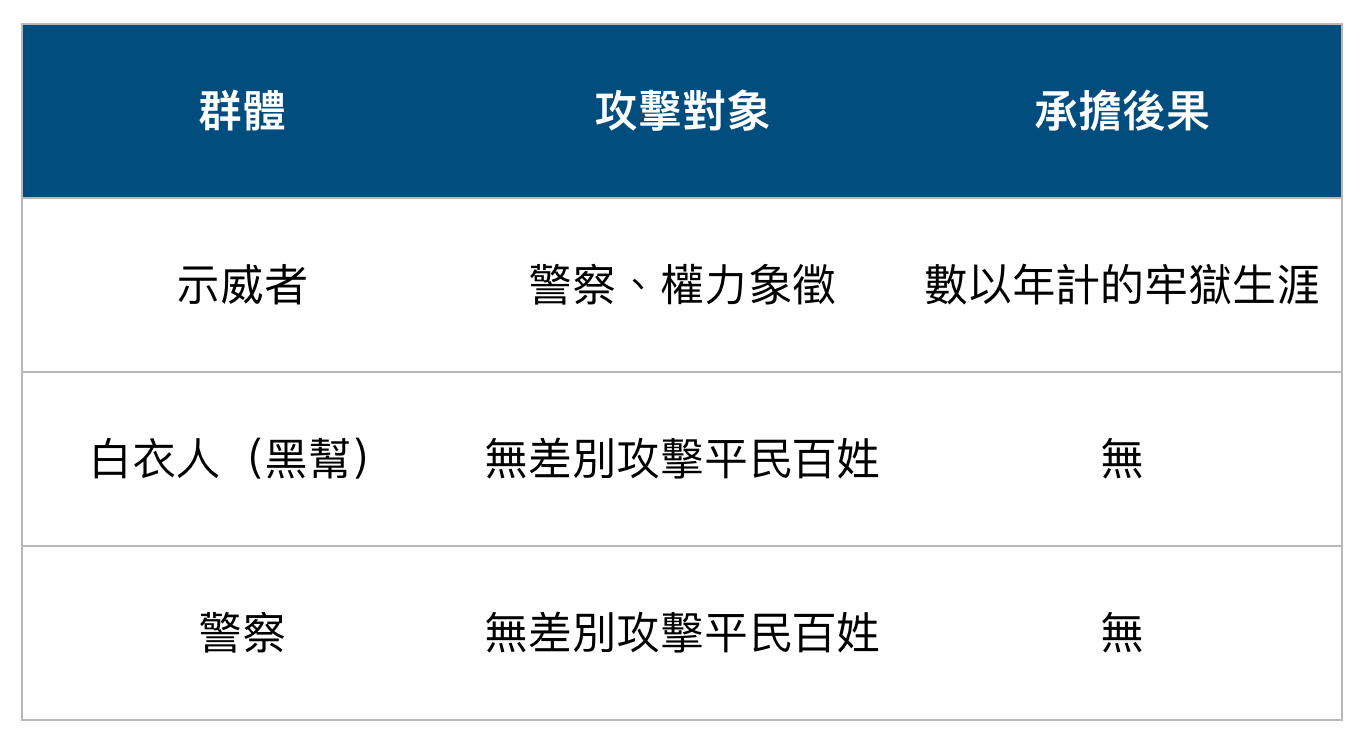 群體 攻擊對象 承擔後果
示威者 警察、權力象徵 數以年計的牢獄生涯
白衣人（黑幫） 無差別攻擊平民百姓 無
警察 無差別攻擊平民百姓 無